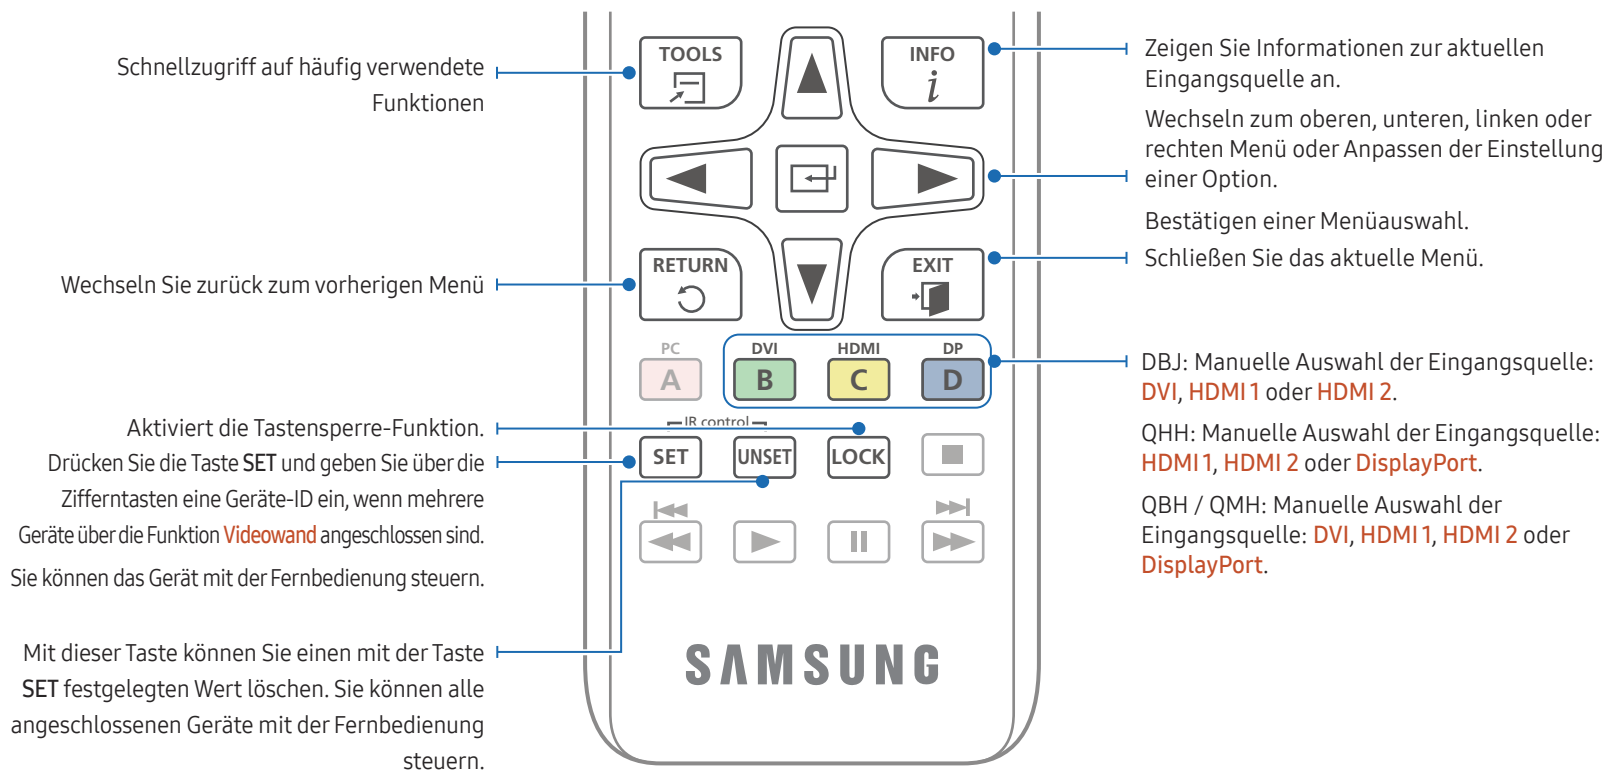 Schnellzugriff auf häufig verwendete
Funktionen
Wechseln Sie zurück zum vorherigen Menü
Aktiviert die Tastensperre-Funktion.
Drücken Sie die Taste SET und geben Sie über die
Zifferntasten eine Geräte-ID ein, wenn mehrere
Geräte über die Funktion Videowand angeschlossen sind.
Sie können das Gerät mit der Fernbedienung steuern.
Mit dieser Taste können Sie einen mit der Taste
SET festgelegten Wert löschen. Sie können alle
angeschlossenen Geräte mit der Fernbedienung
steuern.
TOOLS
INFO
i
RETURN
EXIT
PC
DVI
HDMI
DP
A
B
C
D
IR control
SET
UNSET
LOCK
SAMSUNG
Zeigen Sie Informationen zur aktuellen
Eingangsquelle an.
Wechseln zum oberen, unteren, linken oder
rechten Menü oder Anpassen der Einstellung
einer Option.
Bestätigen einer Menüauswahl.
Schließen Sie das aktuelle Menü.
DBJ: Manuelle Auswahl der Eingangsquelle:
DVI, HDMI 1 oder HDMI 2.
QHH: Manuelle Auswahl der Eingangsquelle:
HDMI 1, HDMI 2 oder DisplayPort.
QBH / QMH: Manuelle Auswahl der
Eingangsquelle: DVI, HDMI 1, HDMI 2 oder
DisplayPort.